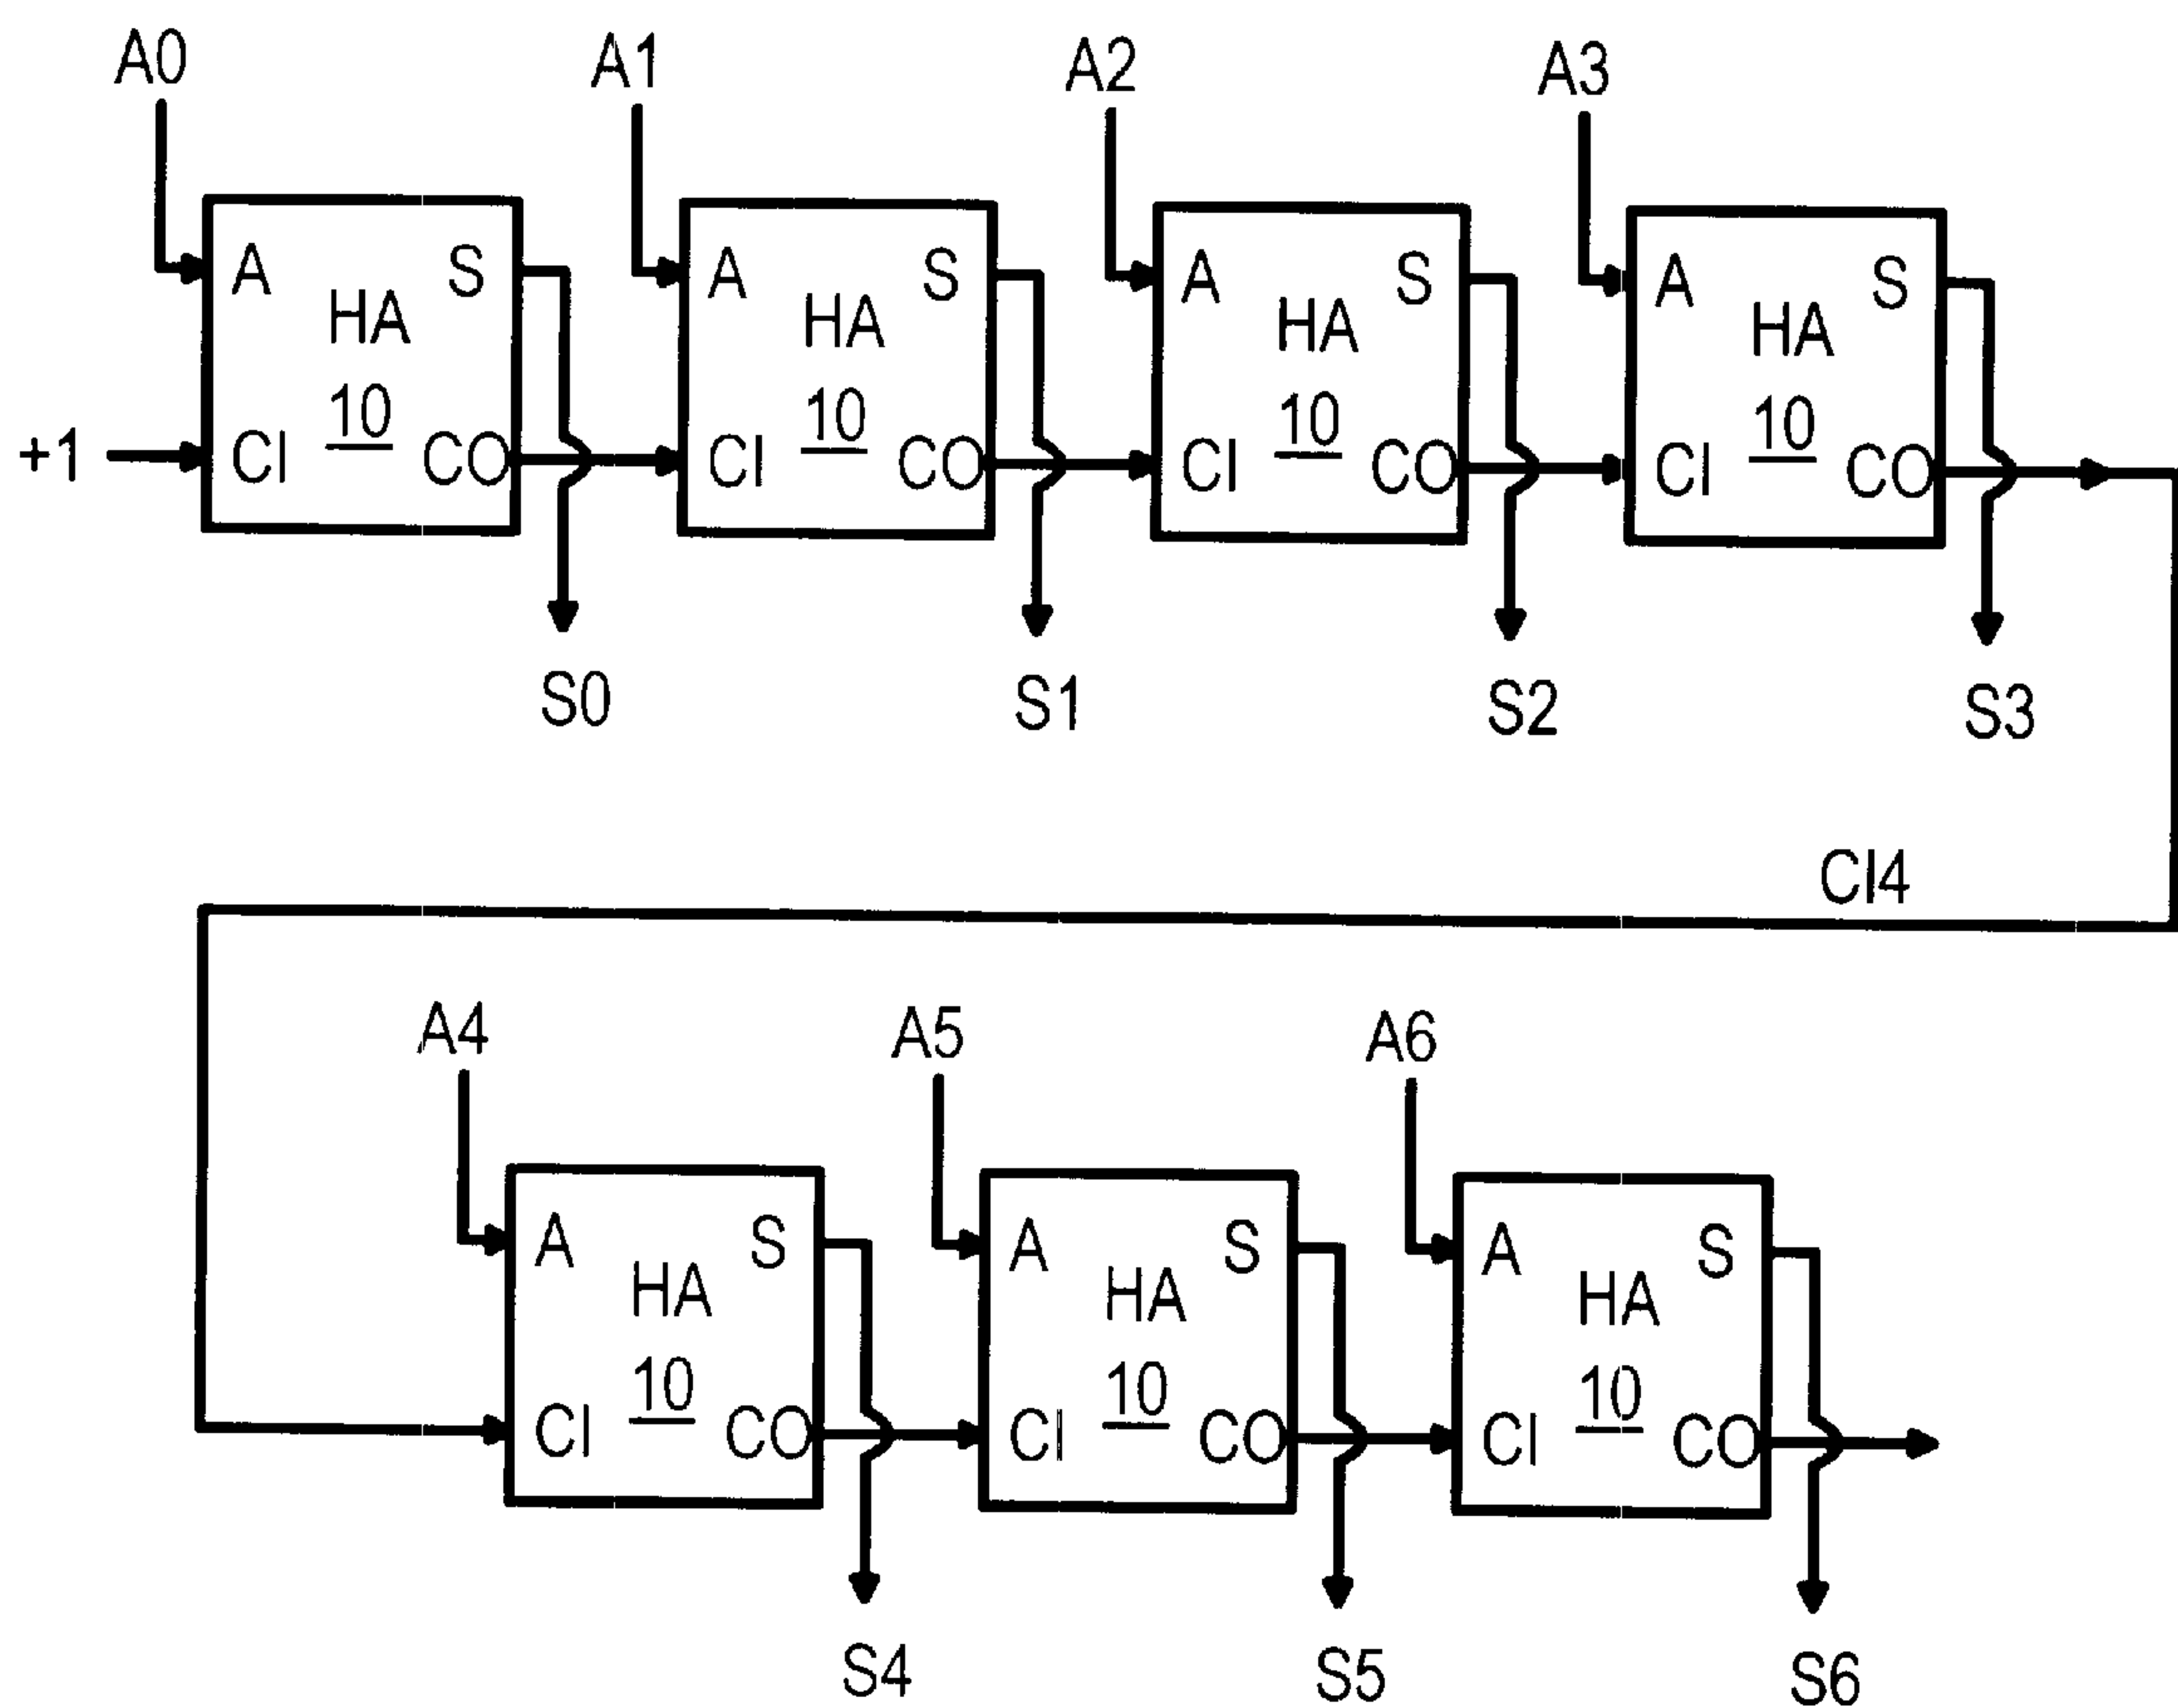 A0 A1 A2 A3
A S A S A S A S
HA HA HA HA
10 10 10 10
+1 CI CO CI CO CI CO CI CO
S0 S1 S2 S3
CI4
A4 A5 A6
A S A S A S
HA HA HA
10 10 10
CI CO CI CO CI CO
S4 S5 S6